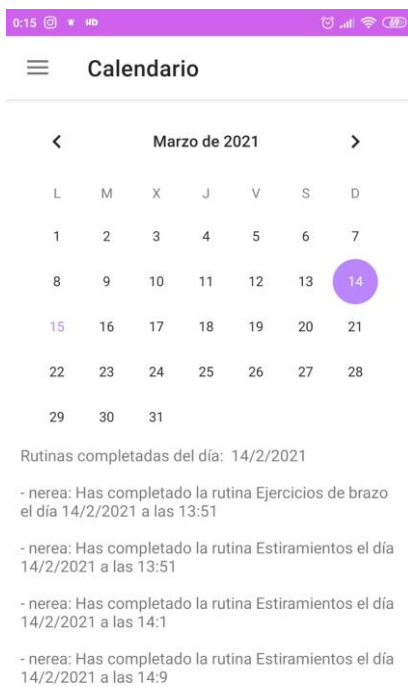 0:15 HD 69
Calendario
Marzo de 2021
L M X J V S D
1 2 3 4 5 6 7
8 9 10 11 12 13 14
15 16 17 18 19 20 21
22 23 24 25 26 27 28
29 30 31
Rutinas completadas del día: 14/2/2021
- nerea: Has completado la rutina Ejercicios de brazo
el día 14/2/2021 a las 13:51
- nerea: Has completado la rutina Estiramientos el día
14/2/2021 a las 13:51
- nerea: Has completado la rutina Estiramientos el día
14/2/2021 a las 14:1
- nerea: Has completado la rutina Estiramientos el día
14/2/2021 a las 14:9